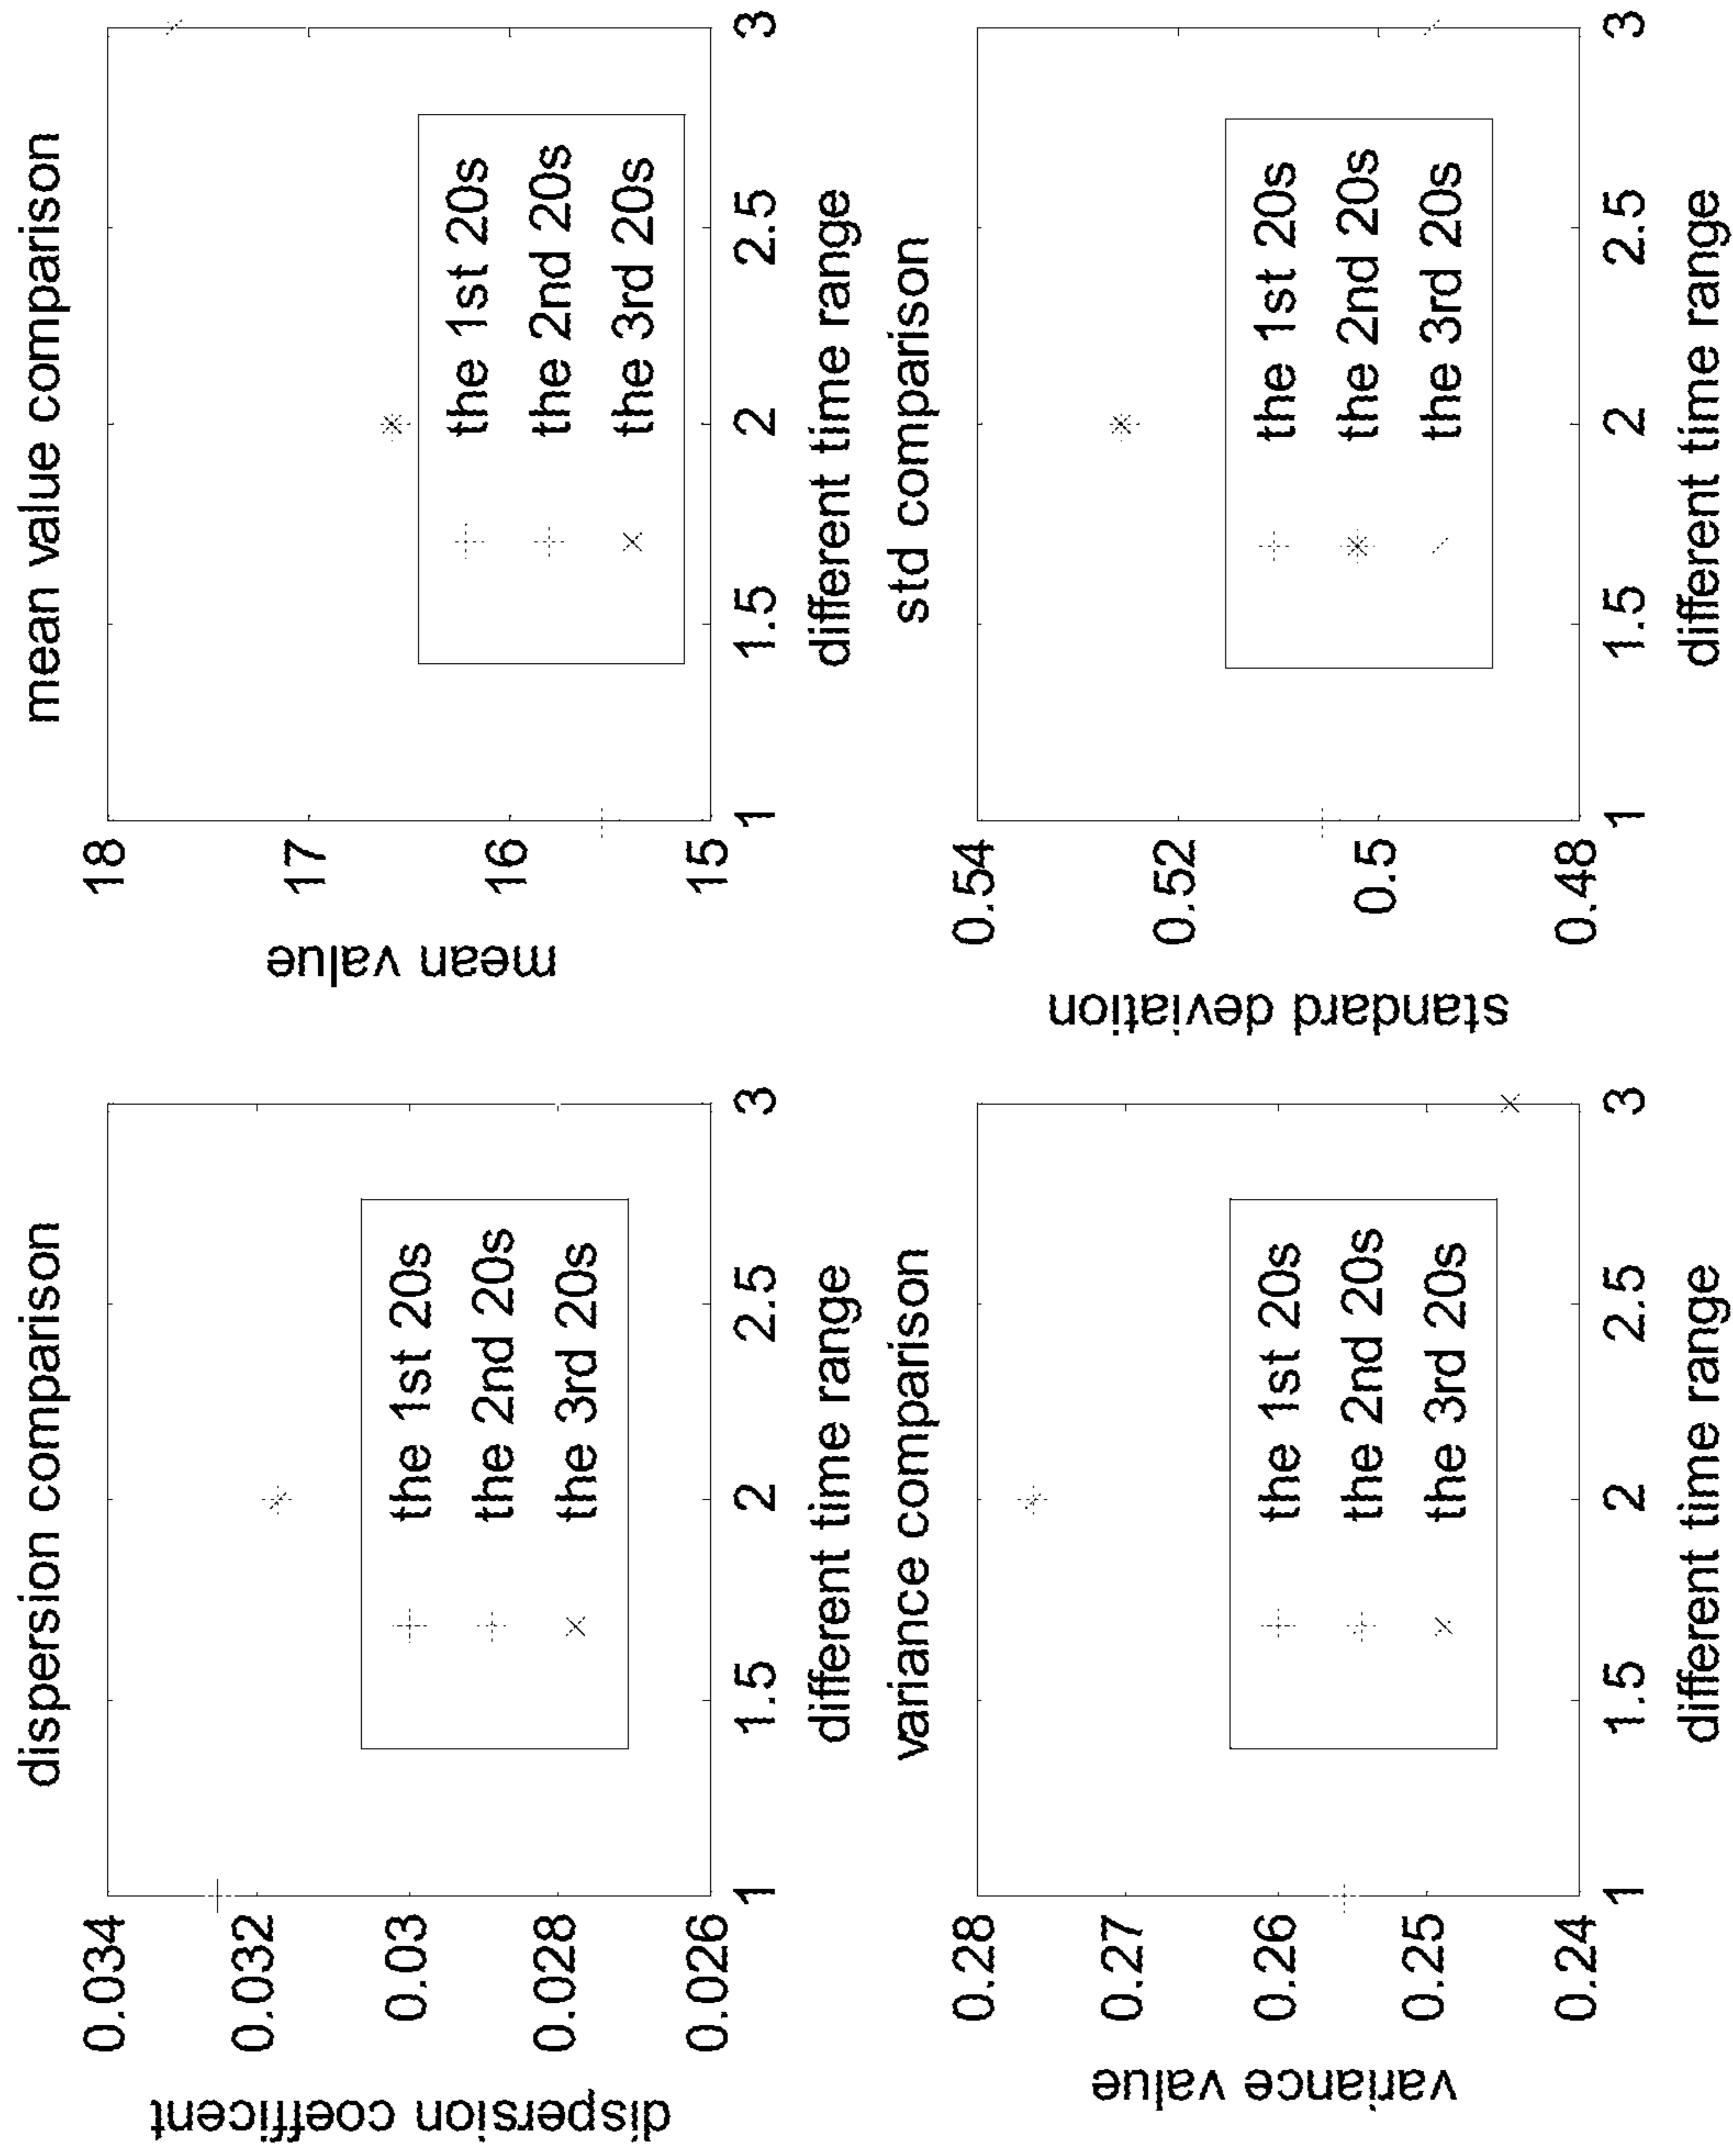 dispersion comparison
dispersion coefficent
0.034
0.032
0.03
0.028
0.026
1
1.5
2
2.5
3
the 1st 20s
the 2nd 20s
the 3rd 20s
different time range
mean value comparison
mean value
18
17
16
15
1
1.5
2
2.5
3
the 1st 20s
the 2nd 20s
the 3rd 20s
different time range
variance comparison
variance value
0.28
0.27
0.26
0.25
0.24
1
1.5
2
2.5
3
the 1st 20s
the 2nd 20s
the 3rd 20s
different time range
std comparison
standard deviation
0.54
0.52
0.5
0.48
1
1.5
2
2.5
3
the 1st 20s
the 2nd 20s
the 3rd 20s
different time range